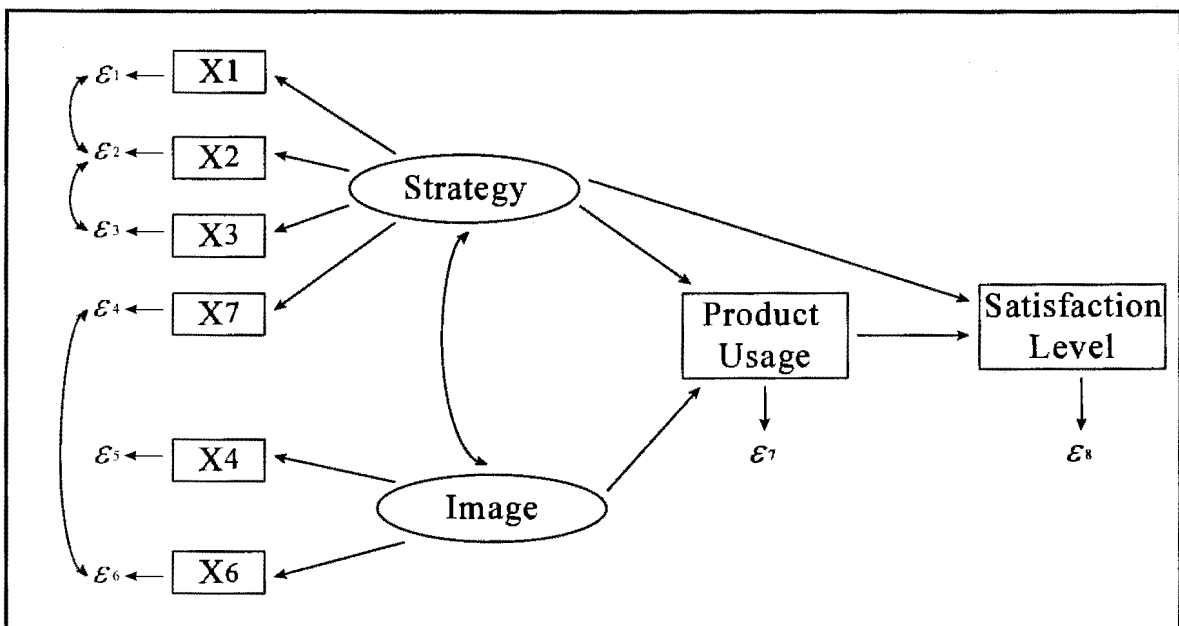 ε1 X1
ε2 X2
Strategy
ε3 X3
ε4 X7
Product
Usage
Satisfaction
Level
ε5 X4
ε7
ε8
Image
ε6 X6